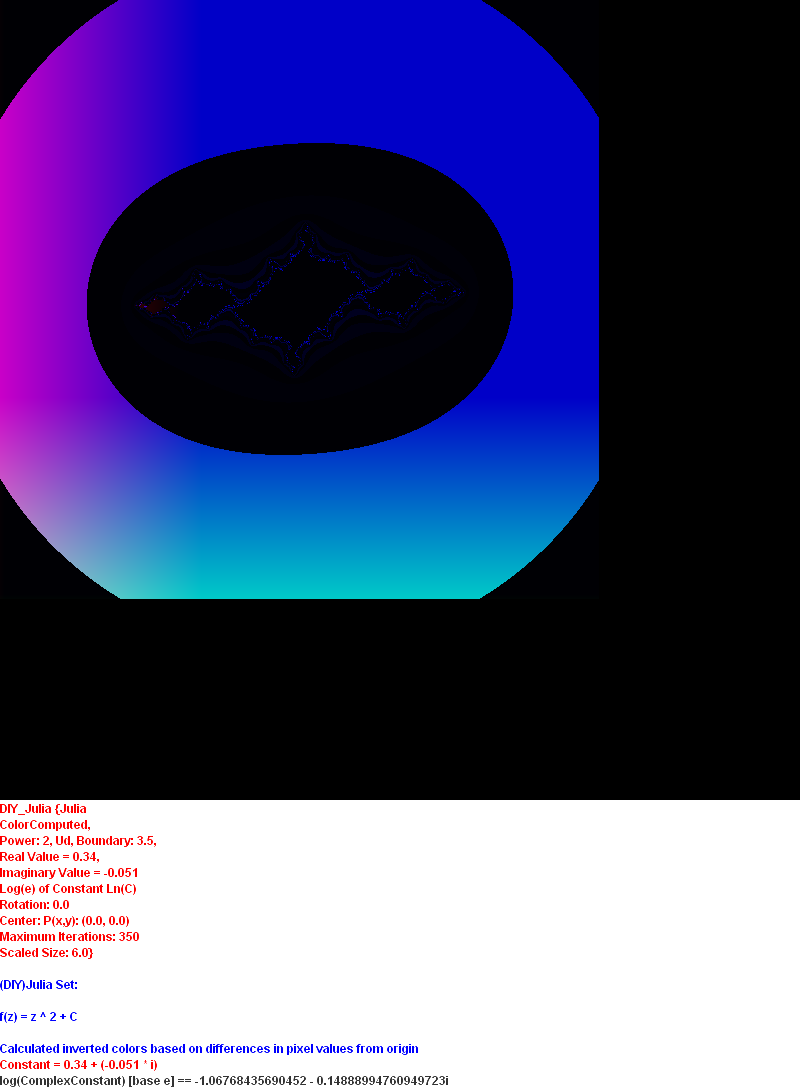 DIY_Julia {Julia
ColorComputed,
Power: 2, Ud, Boundary: 3.5,
Real Value = 0.34,
Imaginary Value = -0.051
Log(e) of Constant Ln(C)
Rotation: 0.0
Center: P(x,y): (0.0, 0.0)
Maximum Iterations: 350
Scaled Size: 6.0}
(DIY)Julia Set:
f(z) = z ^ 2 + C
Calculated inverted colors based on differences in pixel values from origin
Constant = 0.34 + (-0.051 * i)
log(ComplexConstant) [base e] == -1.06768435690452 - 0.14888994760949723i